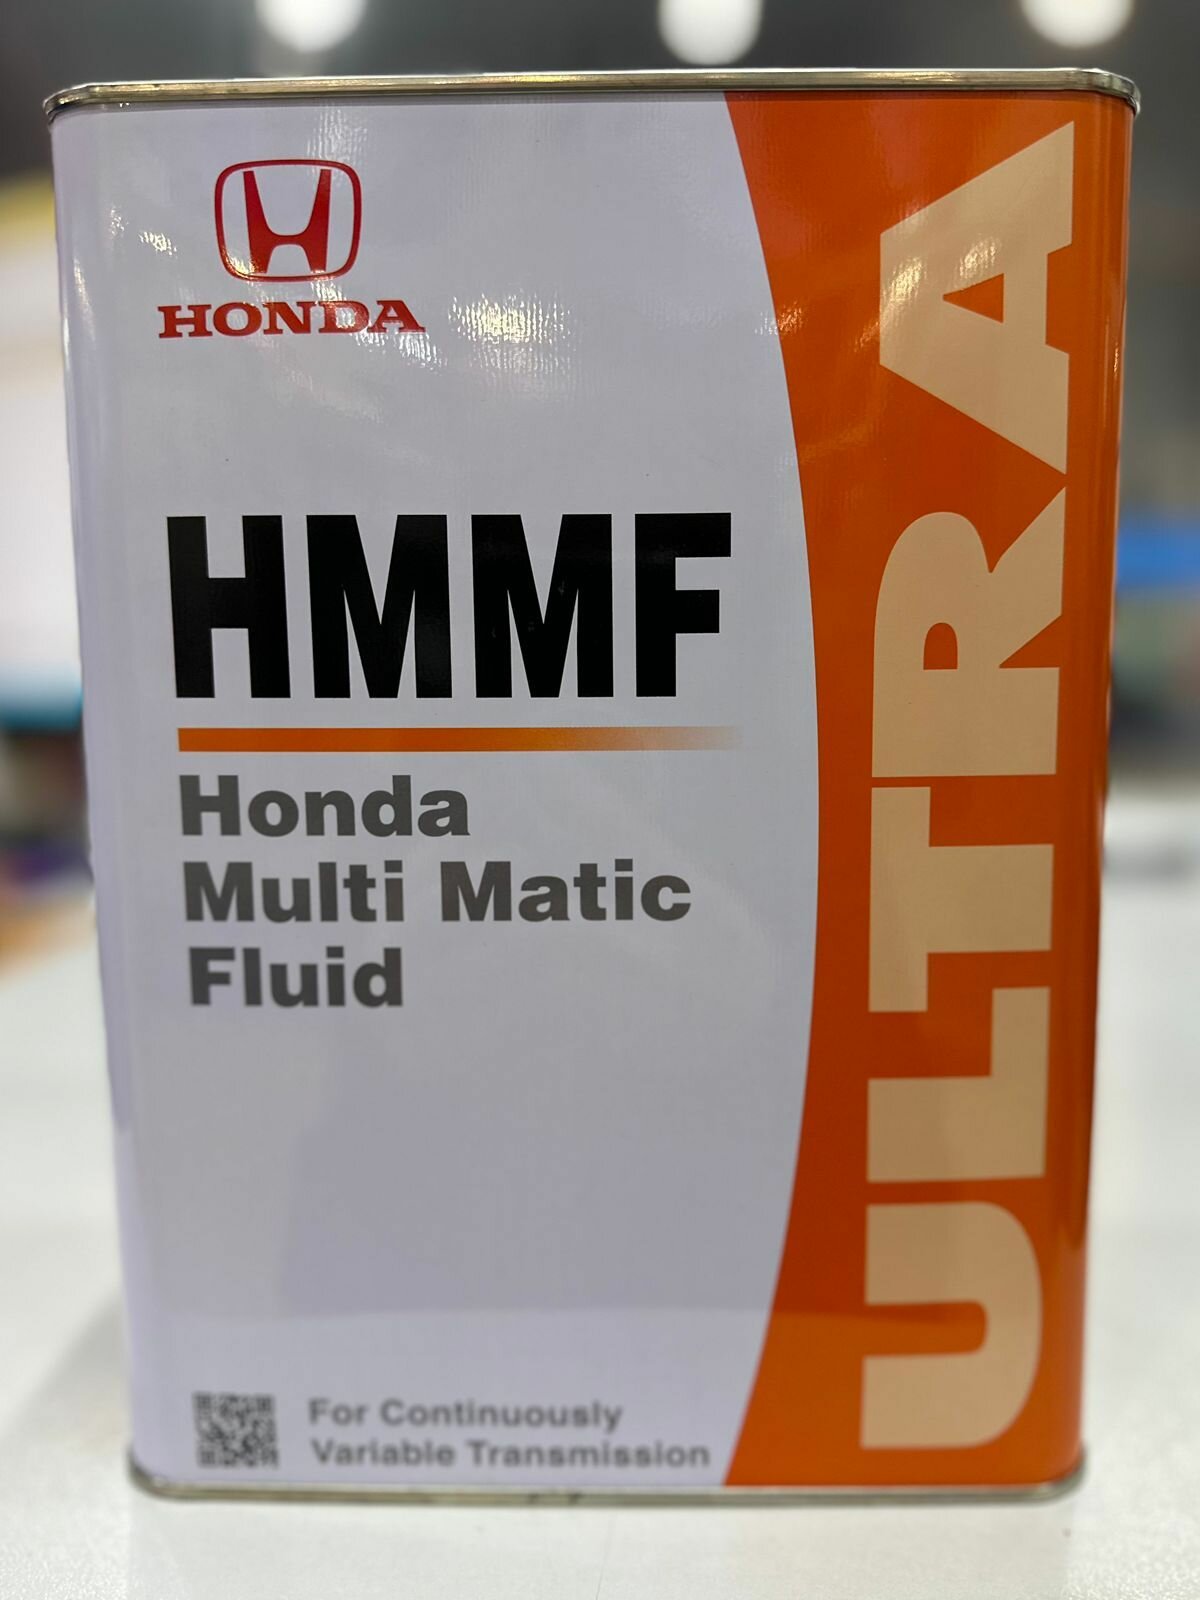 HONDA
HMMF
Honda
Multi Matic
Fluid
For Continuously
Variable Transmission
ULTRA